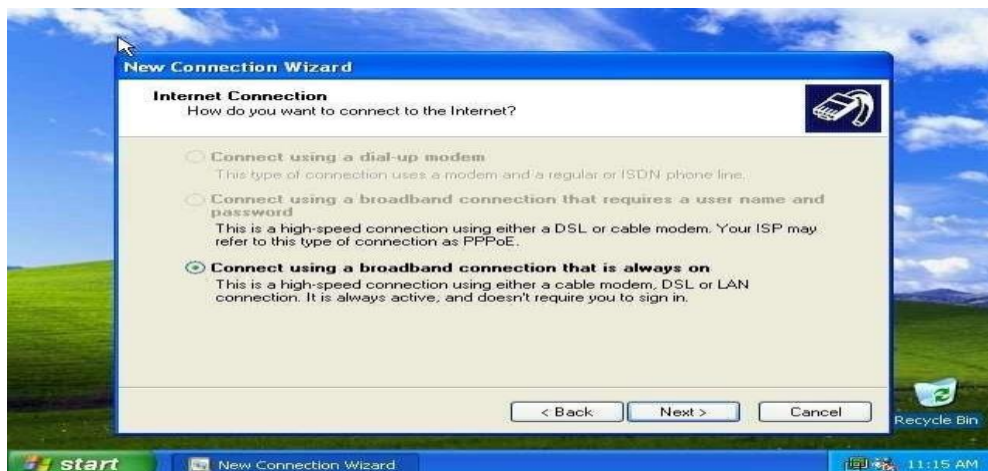 New Connection Wizard
Internet Connection
How do you want to connect to the Internet?
Connect using a dial-up modem
This type of connection uses a modem and a regular or ISDN phone line.
Connect using a broadband connection that requires a user name and
password
This is a high-speed connection using either a DSL or cable modem. Your ISP may
refer to this type of connection as PPPoE.
Connect using a broadband connection that is always on
This is a high-speed connection using either a cable modem, DSL or LAN
connection. It is always active, and doesn't require you to sign in.
< Back
Next >
Cancel
Recycle Bin
start
New Connection Wizard
11:15 AM